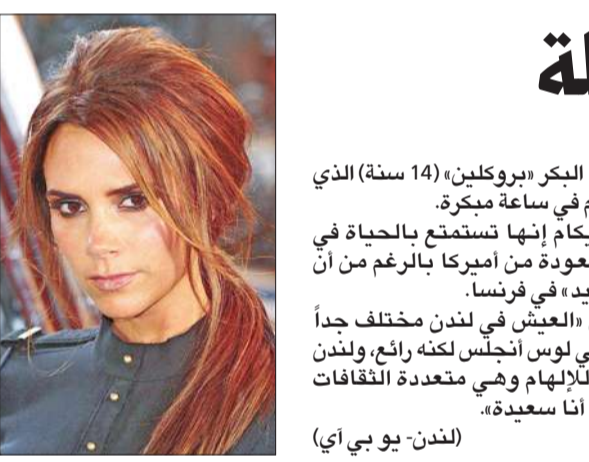 لة
البكر «بروكلين» (14 سنة) الذي
م في ساعة مبكرة.
يكام إنها تستمتع بالحياة في
عودة من أميركا بالرغم من أن
يد» في فرنسا.
«العيش في لندن مختلف جداً
ي لوس أنجلس لكنه رائع، ولندن
للإلهام وهي متعددة الثقافات
أنا سعيدة».
(لندن- يو بي آي)